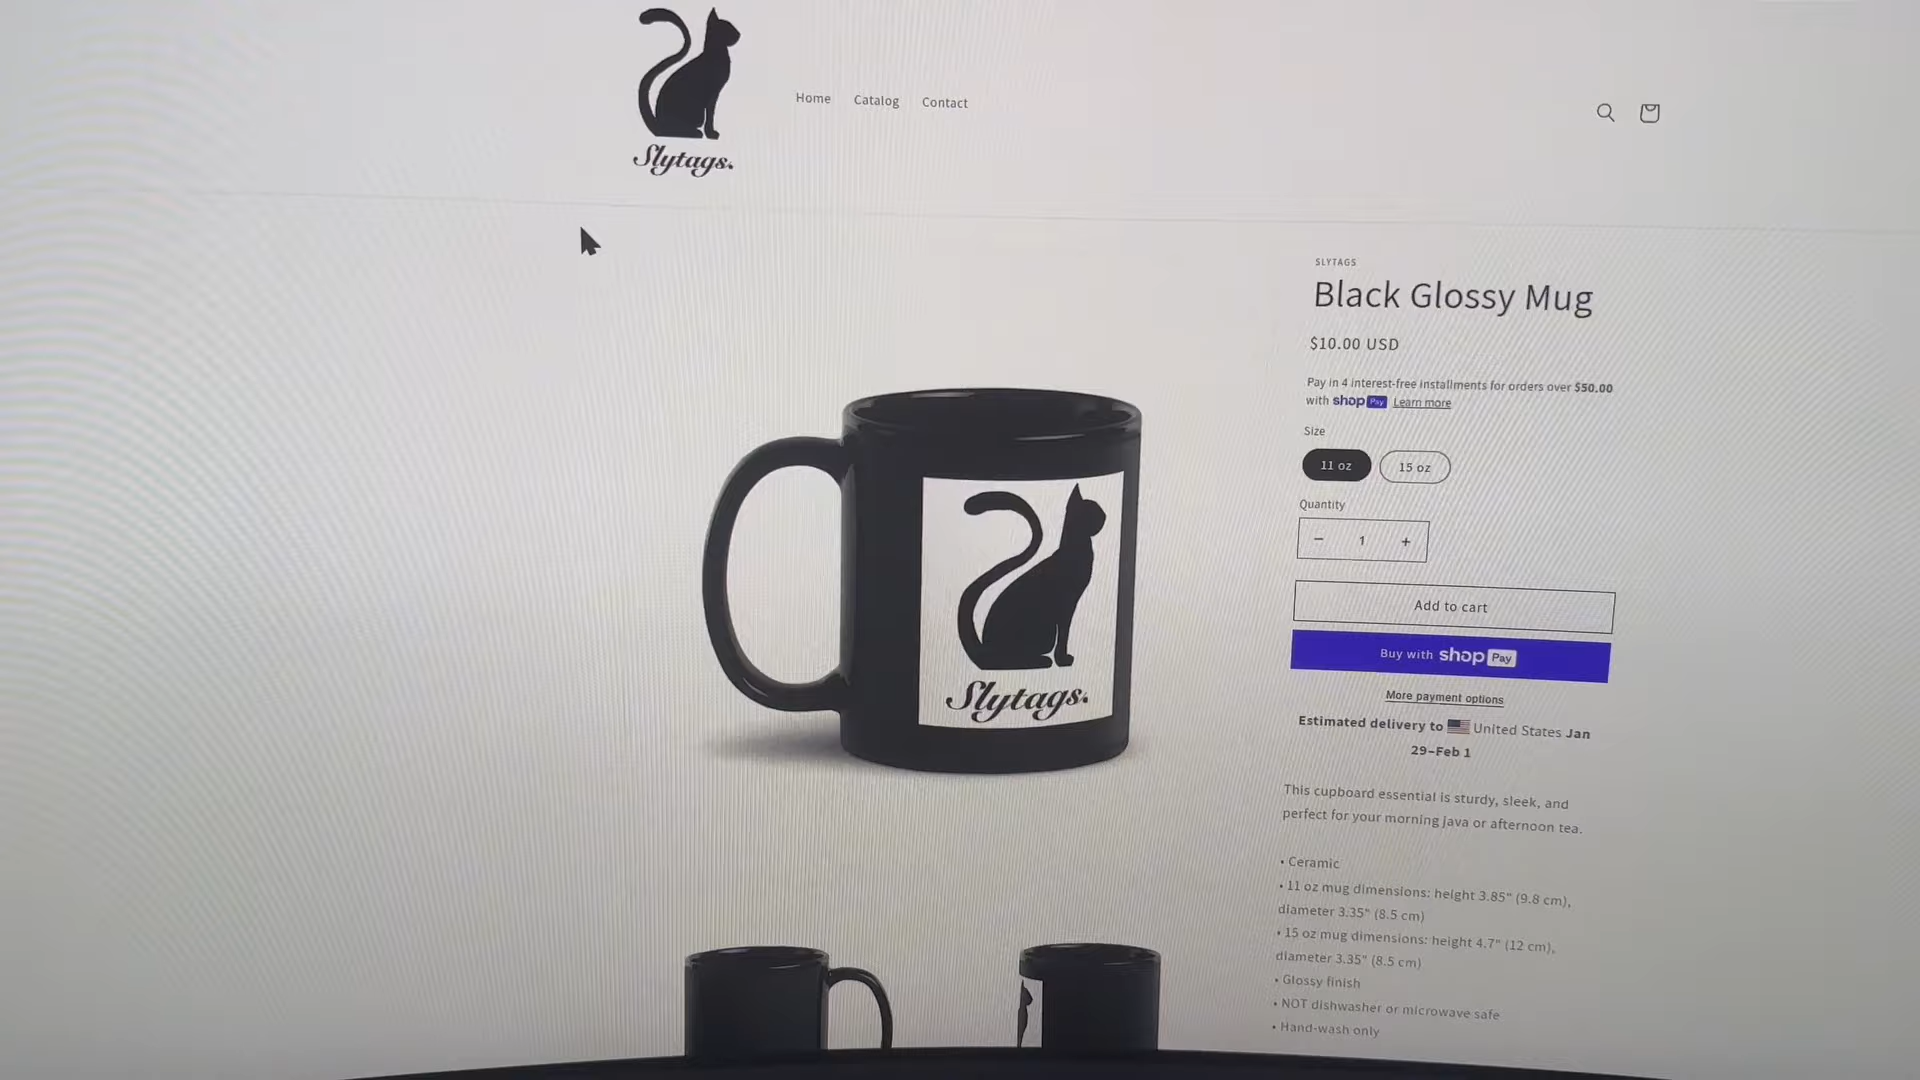 Slytags.
Home Catalog Contact
SLYTAGS
Black Glossy Mug
$10.00 USD
Pay in 4 interest-free installments for orders over $50.00
with shop Pay Learn more
Size
11 oz 15 oz
Quantity
− 1 +
Add to cart
Buy with shop Pay
More payment options
Estimated delivery to United States Jan
29–Feb 1
This cupboard essential is sturdy, sleek, and
perfect for your morning java or afternoon tea.
• Ceramic
• 11 oz mug dimensions: height 3.85″ (9.8 cm),
diameter 3.35″ (8.5 cm)
• 15 oz mug dimensions: height 4.7″ (12 cm),
diameter 3.35″ (8.5 cm)
• Glossy finish
• NOT dishwasher or microwave safe
• Hand-wash only
Slytags.